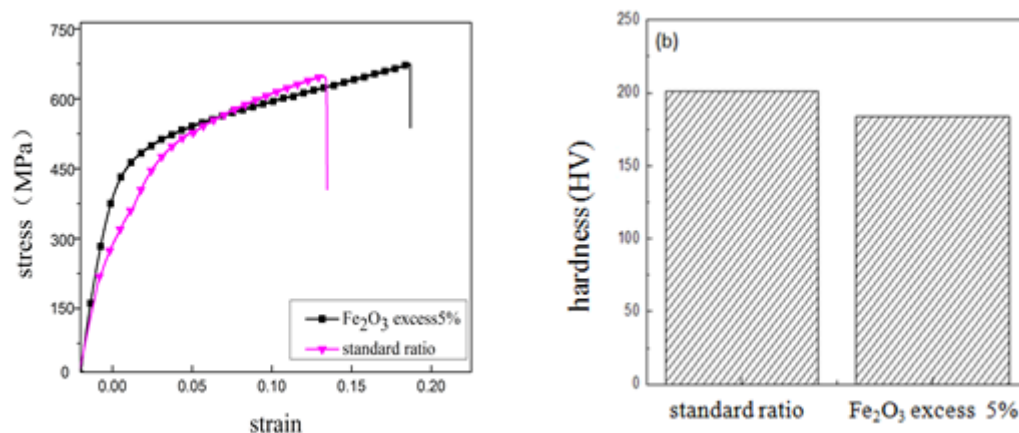 750
600
450
300
150
0
stress (MPa)
0.00 0.05 0.10 0.15 0.20
strain
Fe2O3 excess5%
standard ratio
(b)
250
200
150
100
50
0
hardness (HV)
standard ratio Fe2O3 excess 5%